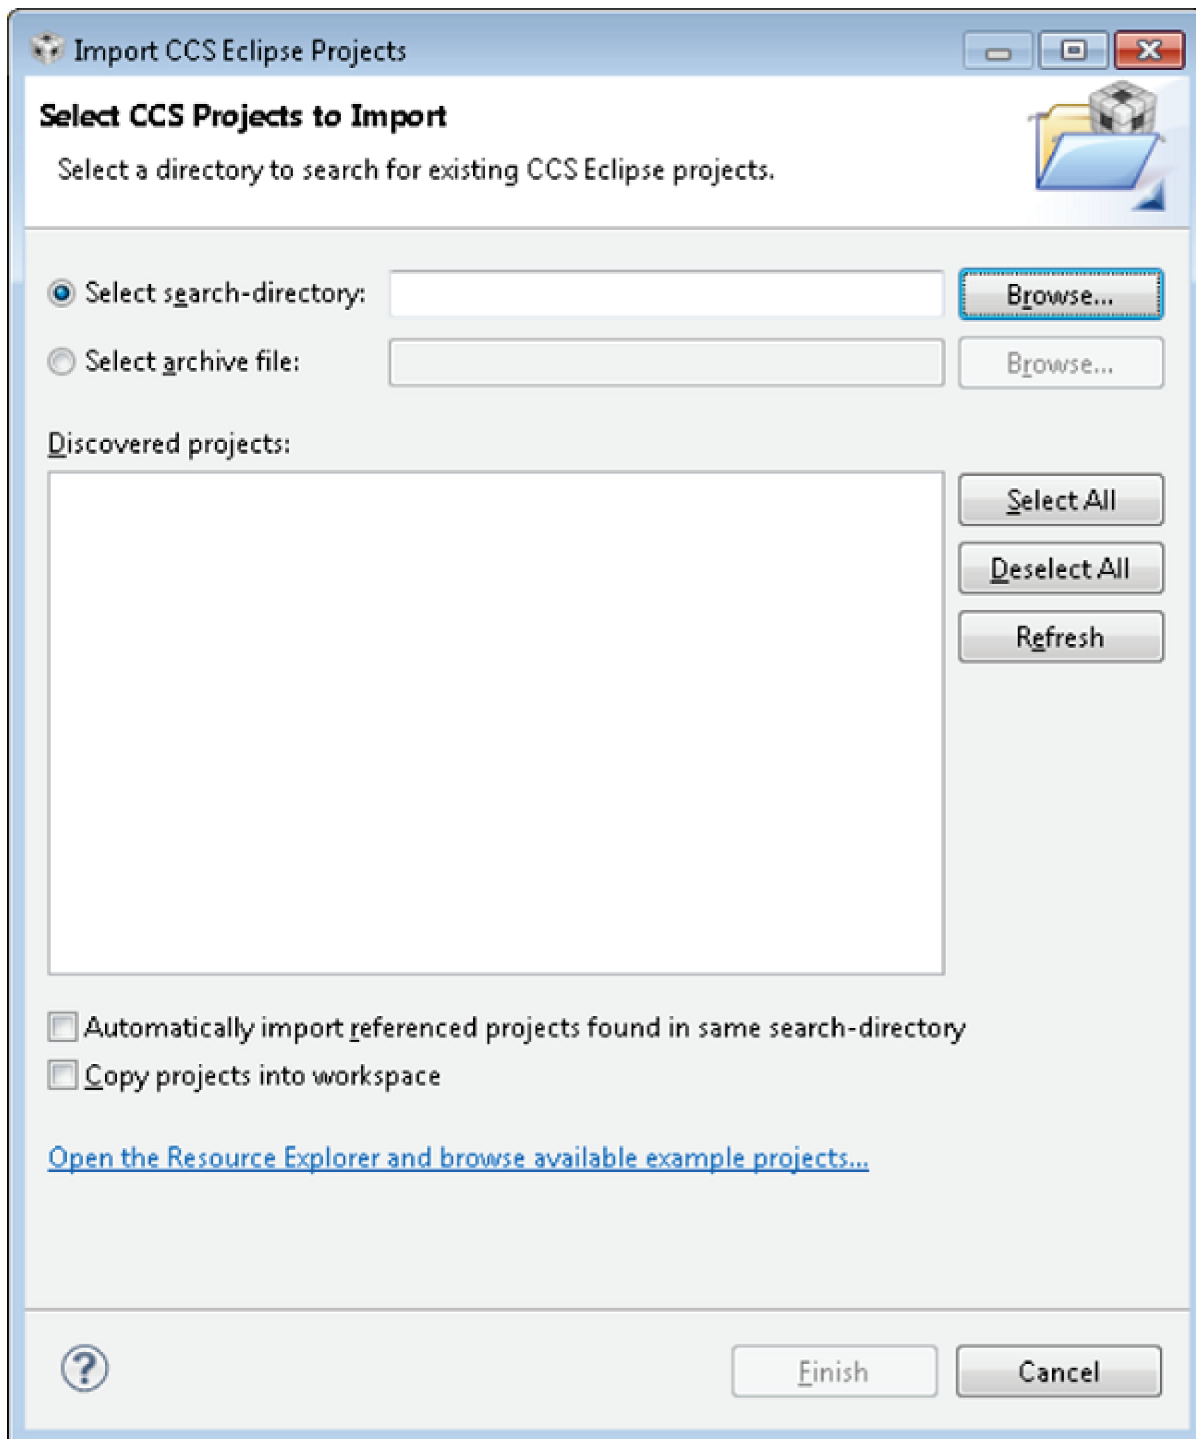 Import CCS Eclipse Projects
Select CCS Projects to Import
Select a directory to search for existing CCS Eclipse projects.
Select search-directory:
Browse...
Select archive file:
Browse...
Discovered projects:
Select All
Deselect All
Refresh
Automatically import referenced projects found in same search-directory
Copy projects into workspace
Open the Resource Explorer and browse available example projects...
?
Finish
Cancel